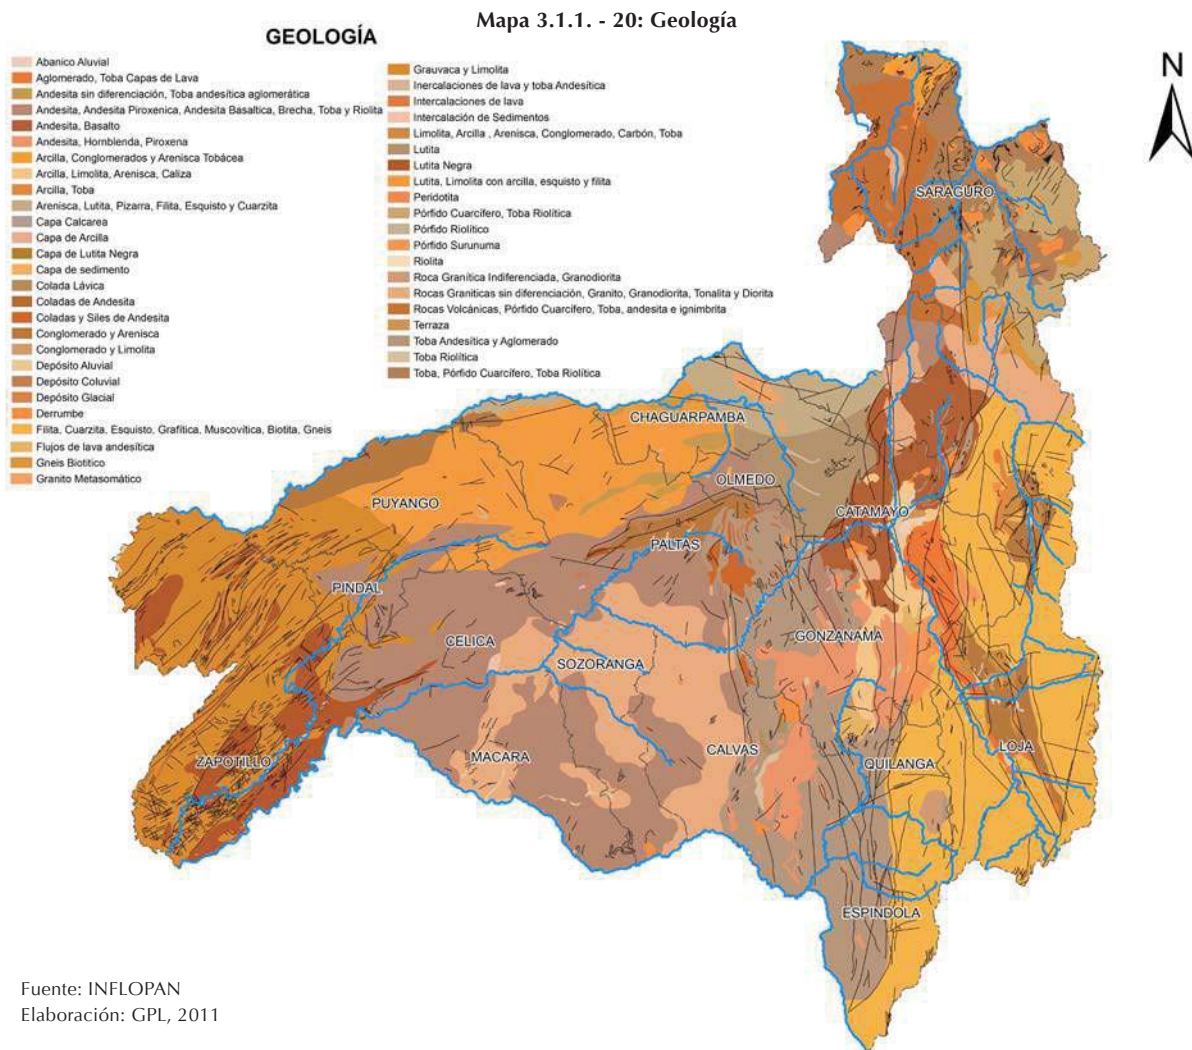 Mapa 3.1.1. - 20: Geología
GEOLOGÍA
Abanico Aluvial
Aglomerado, Toba Capas de Lava
Andesita sin diferenciación, Toba andesítica aglomerática
Andesita, Andesita Piroxenica, Andesita Basaltica, Brecha, Toba y Riolita
Andesita, Basalto
Andesita, Hornblenda, Piroxena
Arcilla, Conglomerados y Arenisca Tobácea
Arcilla, Limolita, Arenisca, Caliza
Arcilla, Toba
Arenisca, Lutita, Pizarra, Filita, Esquisto y Cuarzita
Capa Calcarea
Capa de Arcilla
Capa de Lutita Negra
Capa de sedimento
Colada Lávica
Coladas de Andesita
Coladas y Siles de Andesita
Conglomerado y Arenisca
Conglomerado y Limolita
Depósito Aluvial
Depósito Coluvial
Depósito Glacial
Derrumbe
Filita, Cuarzita, Esquisto, Grafítica, Muscovítica, Biotita, Gneis
Flujos de lava andesítica
Gneis Biotitico
Granito Metasomático
Grauvaca y Limolita
Inercalaciones de lava y toba Andesítica
Intercalaciones de lava
Intercalación de Sedimentos
Limolita, Arcilla , Arenisca, Conglomerado, Carbón, Toba
Lutita
Lutita Negra
Lutita, Limolita con arcilla, esquisto y filita
Peridotita
Pórfido Cuarcífero, Toba Riolítica
Pórfido Riolítico
Pórfido Surunuma
Riolita
Roca Granítica Indiferenciada, Granodiorita
Rocas Graniticas sin diferenciación, Granito, Granodiorita, Tonalita y Diorita
Rocas Volcánicas, Pórfido Cuarcífero, Toba, andesita e ignimbrita
Terraza
Toba Andesítica y Aglomerado
Toba Riolítica
Toba, Pórfido Cuarcífero, Toba Riolítica
N
SARAGURO
CHAGUARPAMBA
OLMEDO
PUYANGO
CATAMAYO
PALTAS
PINDAL
CELICA
GONZANAMA
SOZORANGA
MACARA
CALVAS
LOJA
ZAPOTILLO
QUILANGA
ESPINDOLA
Fuente: INFLOPAN
Elaboración: GPL, 2011